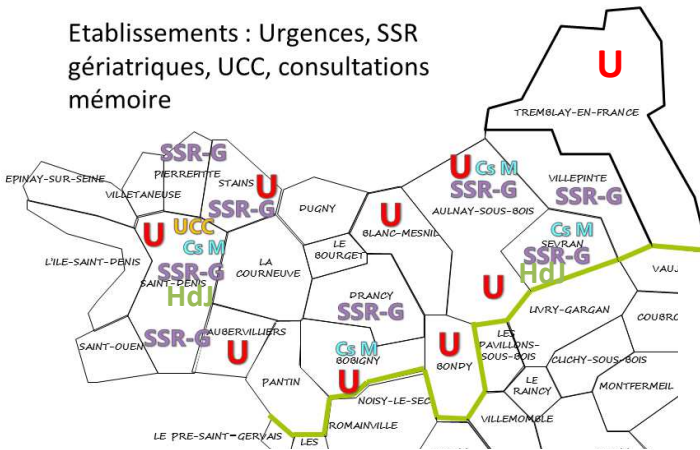 Etablissements : Urgences, SSR
gériatriques, UCC, consultations
mémoire
U
TREMBLAY-EN-FRANCE
SSR-G
PIERREFITTE
EPINAY-SUR-SEINE
VILLETANEUSE
STAINS
U
SSR-G
DUGNY
U
Cs M
SSR-G
AULNAY-SOUS-BOIS
VILLEPINTE
SSR-G
U
UCC
Cs M
U
BLANC-MESNIL
LE
BOURGET
Cs M
SEVRAN
SSR-G
HdJ
L'ILE-SAINT-DENIS
SSR-G
SAINT-DENIS
HdJ
LA
COURNEUVE
DRANCY
SSR-G
U
VAUJ
LIVRY-GARGAN
COUBRO
SAINT-OUEN
SSR-G
AUBERVILLIERS
U
Cs M
BOBIGNY
U
U
BONDY
LES
PAVILLONS-
SOUS-BOIS
CLICHY-SOUS-BOIS
PANTIN
NOISY-LE-SEC
LE
RAINCY
MONTFERMEIL
LE PRE-SAINT-GERVAIS
LES
ROMAINVILLE
VILLEMOMBLE